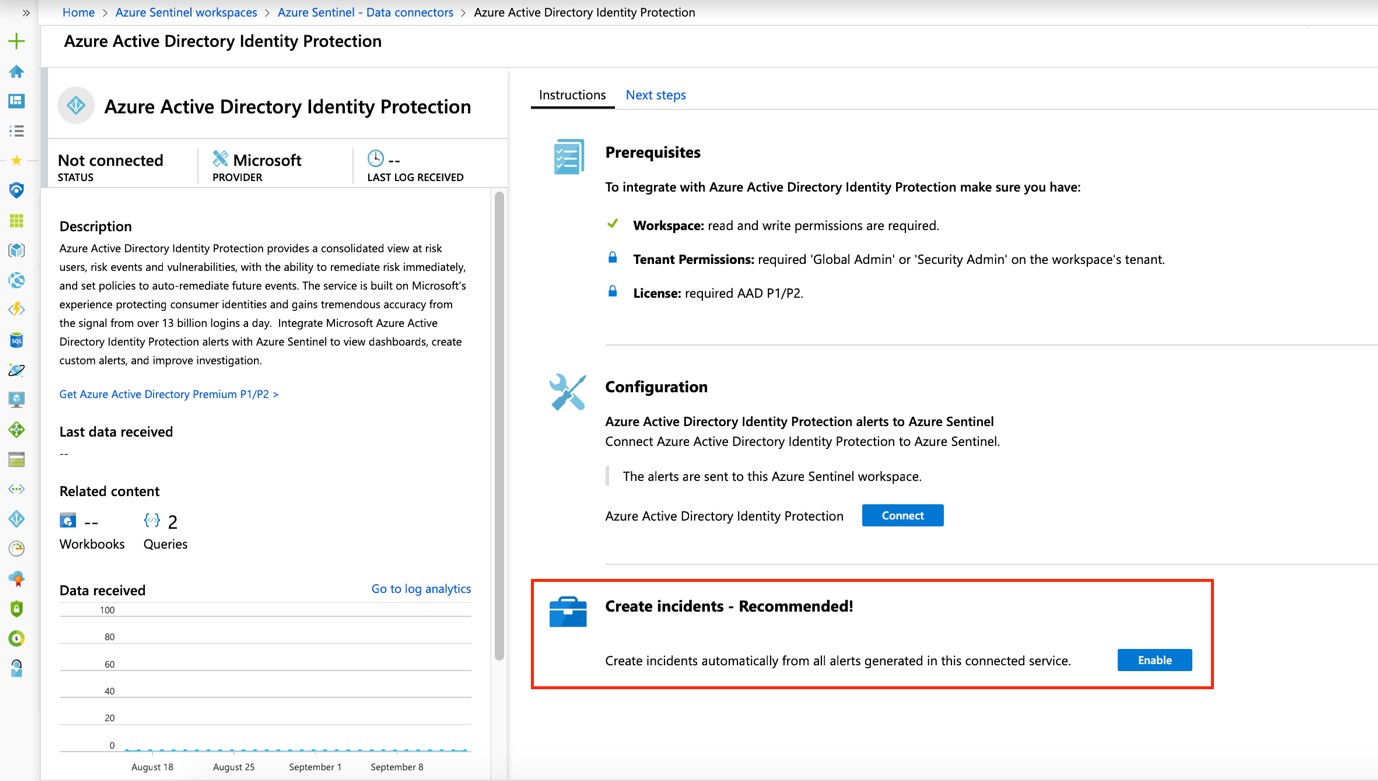 Home > Azure Sentinel workspaces > Azure Sentinel - Data connectors > Azure Active Directory Identity Protection
Azure Active Directory Identity Protection
Azure Active Directory Identity Protection
Not connected
STATUS
Microsoft
PROVIDER
--
LAST LOG RECEIVED
Description
Azure Active Directory Identity Protection provides a consolidated view at risk
users, risk events and vulnerabilities, with the ability to remediate risk immediately,
and set policies to auto-remediate future events. The service is built on Microsoft's
experience protecting consumer identities and gains tremendous accuracy from
the signal from over 13 billion logins a day.  Integrate Microsoft Azure Active
Directory Identity Protection alerts with Azure Sentinel to view dashboards, create
custom alerts, and improve investigation.
Get Azure Active Directory Premium P1/P2 >
Last data received
--
Related content
-- 2
Workbooks Queries
Data received Go to log analytics
100
80
60
40
20
0
August 18 August 25 September 1 September 8
Instructions Next steps
Prerequisites
To integrate with Azure Active Directory Identity Protection make sure you have:
Workspace: read and write permissions are required.
Tenant Permissions: required 'Global Admin' or 'Security Admin' on the workspace's tenant.
License: required AAD P1/P2.
Configuration
Azure Active Directory Identity Protection alerts to Azure Sentinel
Connect Azure Active Directory Identity Protection to Azure Sentinel.
The alerts are sent to this Azure Sentinel workspace.
Azure Active Directory Identity Protection Connect
Create incidents - Recommended!
Create incidents automatically from all alerts generated in this connected service. Enable